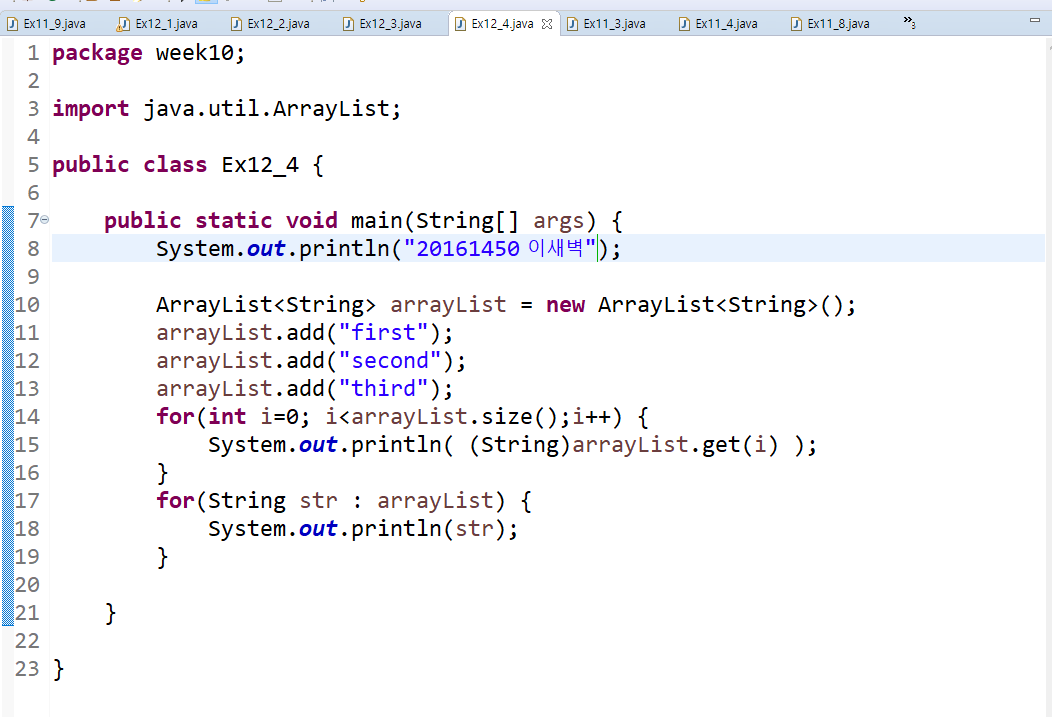 Ex11_9.java Ex12_1.java Ex12_2.java Ex12_3.java Ex12_4.java Ex11_3.java Ex11_4.java Ex11_8.java »3
1 package week10;
2
3 import java.util.ArrayList;
4
5 public class Ex12_4 {
6
7 public static void main(String[] args) {
8 System.out.println("20161450 이새벽");
9
10 ArrayList<String> arrayList = new ArrayList<String>();
11 arrayList.add("first");
12 arrayList.add("second");
13 arrayList.add("third");
14 for(int i=0; i<arrayList.size();i++) {
15 System.out.println( (String)arrayList.get(i) );
16 }
17 for(String str : arrayList) {
18 System.out.println(str);
19 }
20
21 }
22
23 }